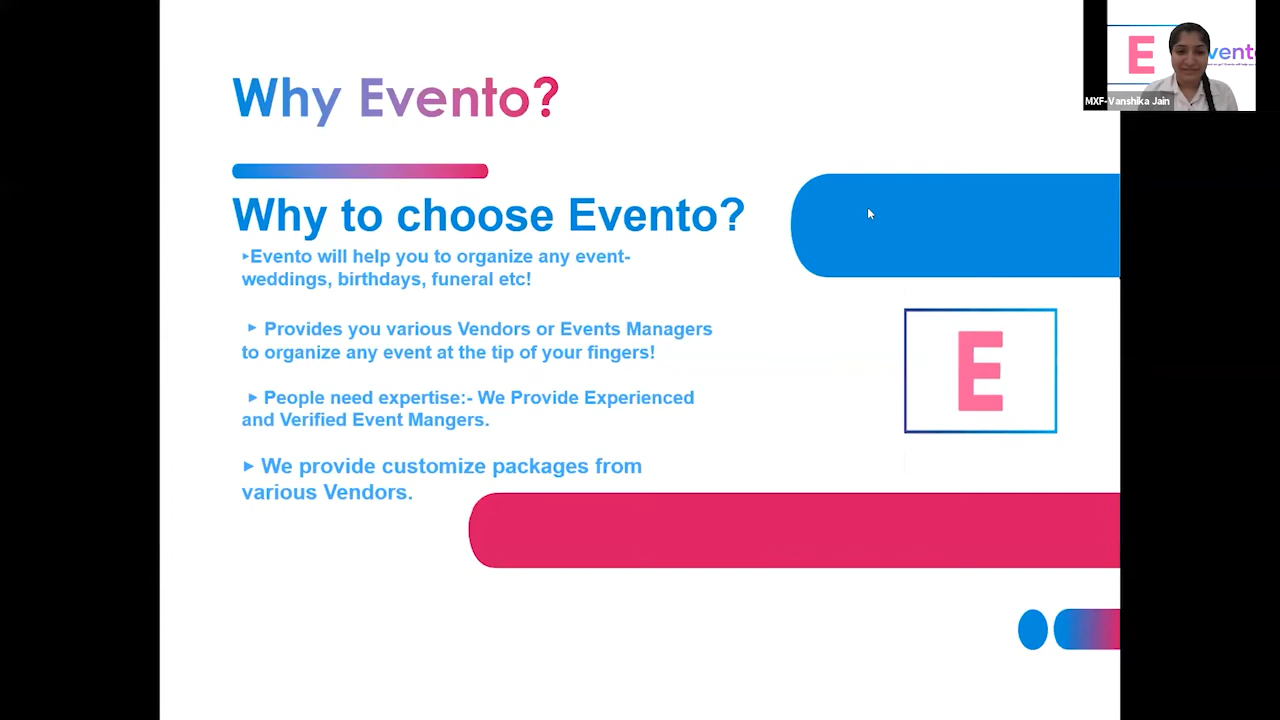 Why Evento?
Why to choose Evento?
▸Evento will help you to organize any event-
weddings, birthdays, funeral etc!
▸ Provides you various Vendors or Events Managers
to organize any event at the tip of your fingers!
▸ People need expertise:- We Provide Experienced
and Verified Event Mangers.
▸ We provide customize packages from
various Vendors.
E
E
vento
MXF-Vanshika Jain